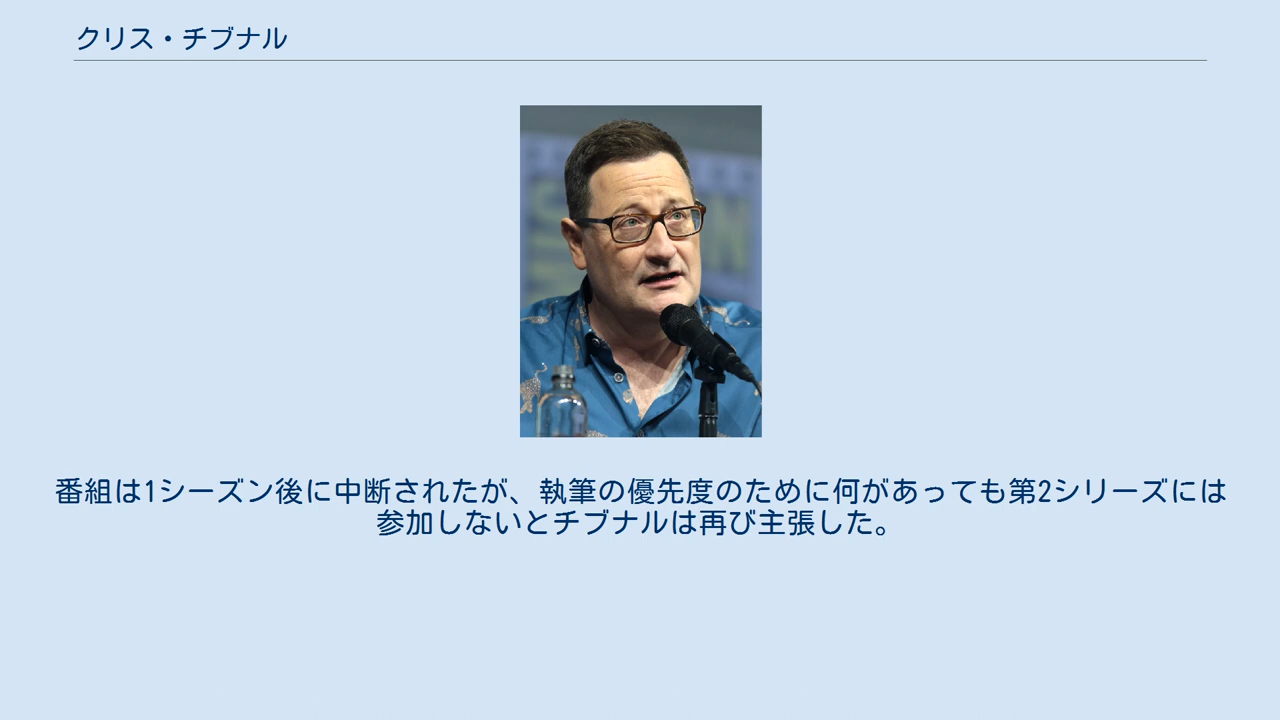 クリス・チブナル
番組は1シーズン後に中断されたが、執筆の優先度のために何があっても第2シリーズには
参加しないとチブナルは再び主張した。